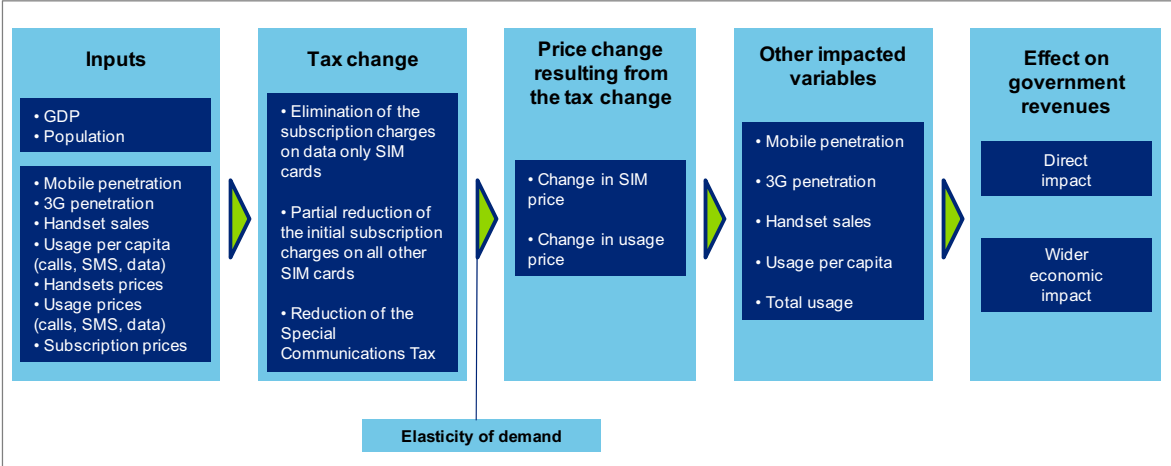 Inputs
• GDP
• Population
• Mobile penetration
• 3G penetration
• Handset sales
• Usage per capita
(calls, SMS, data)
• Handsets prices
• Usage prices
(calls, SMS, data)
• Subscription prices
Tax change
• Elimination of the
subscription charges
on data only SIM
cards
• Partial reduction of
the initial subscription
charges on all other
SIM cards
• Reduction of the
Special
Communications Tax
Price change
resulting from
the tax change
• Change in SIM
price
• Change in usage
price
Other impacted
variables
• Mobile penetration
• 3G penetration
• Handset sales
• Usage per capita
• Total usage
Effect on
government
revenues
Direct
impact
Wider
economic
impact
Elasticity of demand